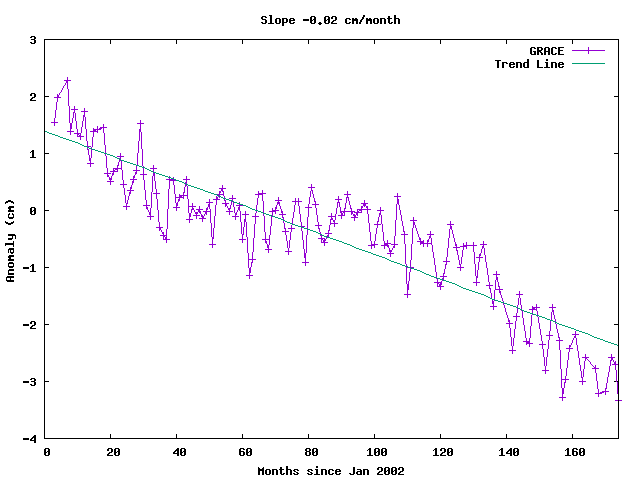 Slope -0.02 cm/month
3
GRACE
Trend Line
2
1
0
-1
-2
-3
-4
Anomaly (cm)
0 20 40 60 80 100 120 140 160
Months since Jan 2002